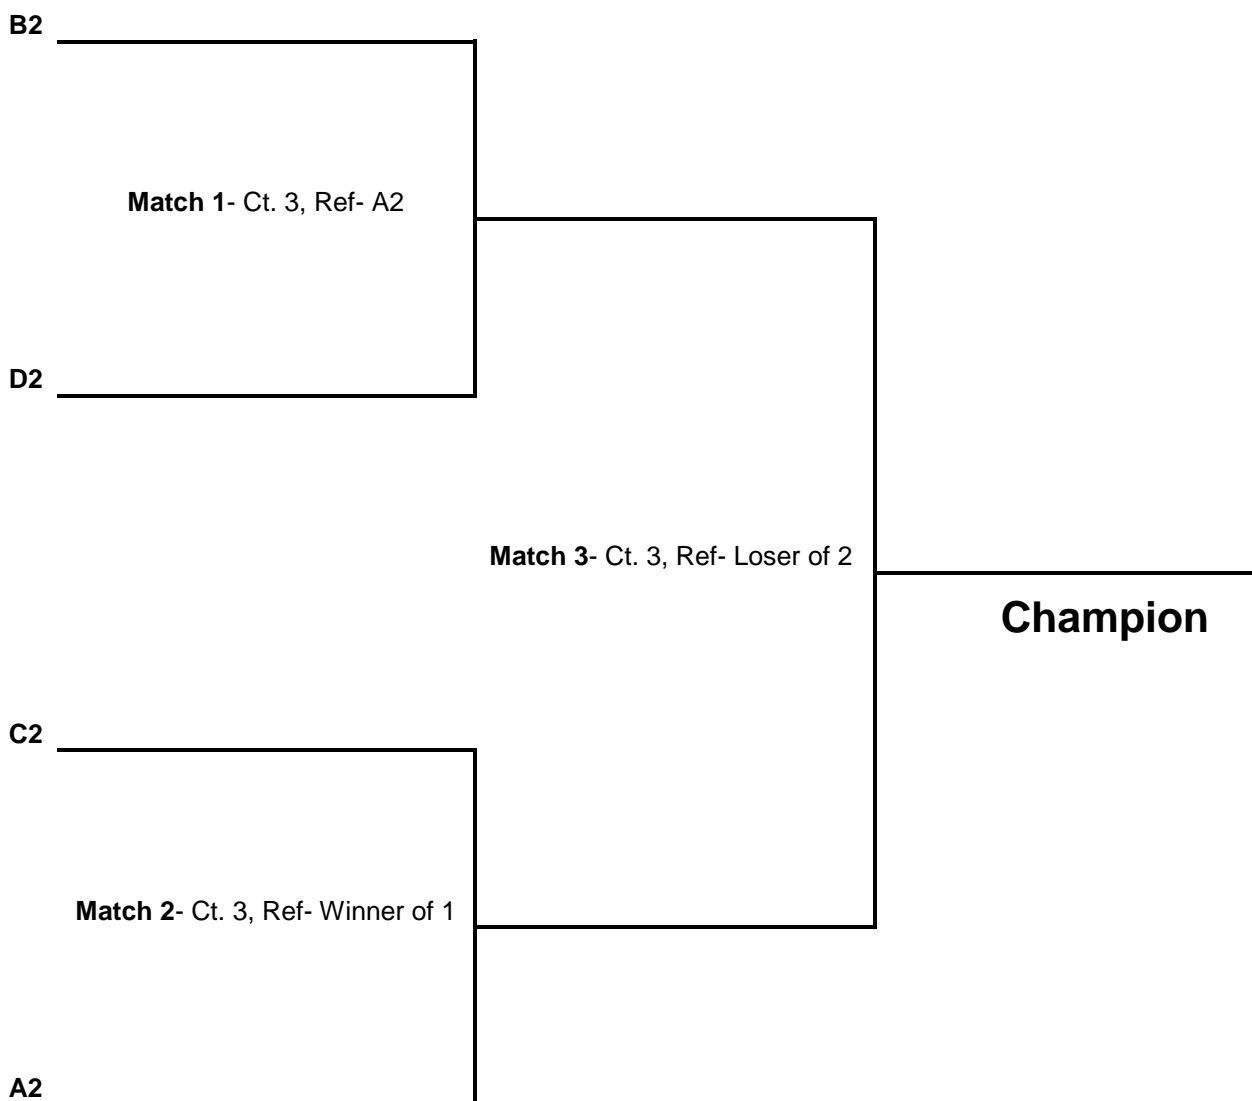 B2
Match 1- Ct. 3, Ref- A2
D2
Match 3- Ct. 3, Ref- Loser of 2
Champion
C2
Match 2- Ct. 3, Ref- Winner of 1
A2